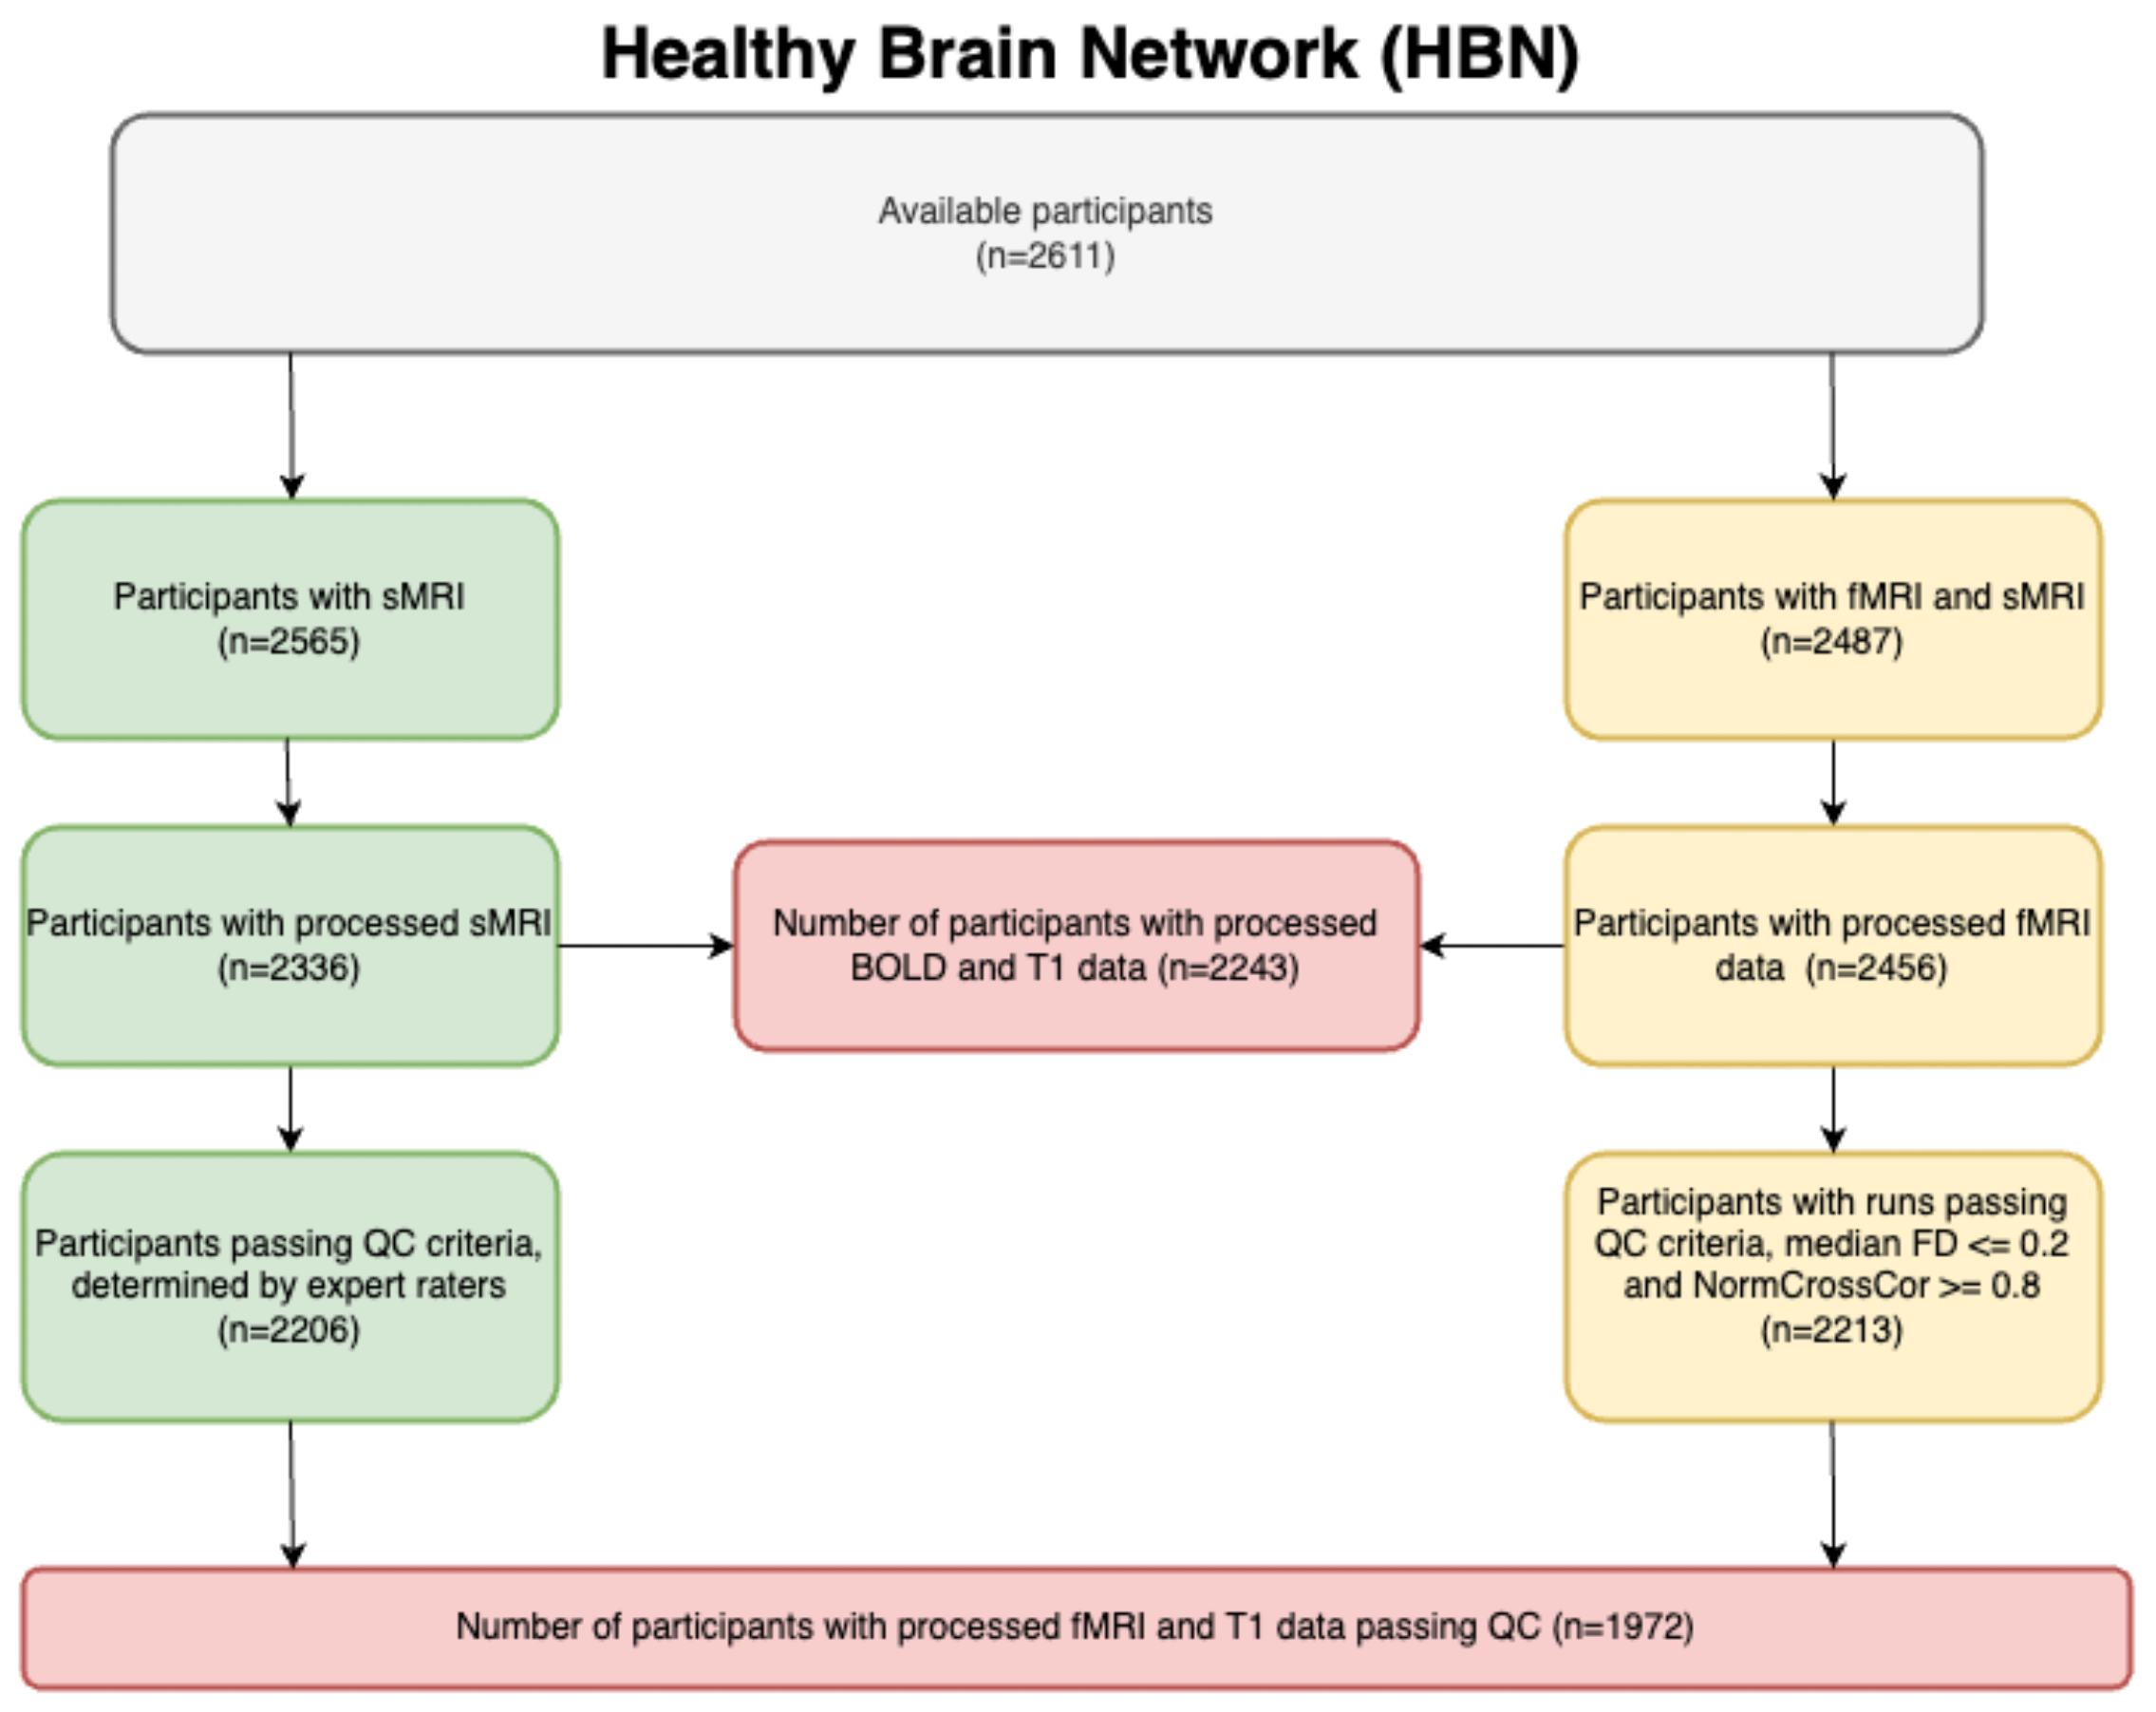 Healthy Brain Network (HBN)
Available participants
(n=2611)
Participants with sMRI
(n=2565)
Participants with fMRI and sMRI
(n=2487)
Participants with processed sMRI
(n=2336)
Number of participants with processed
BOLD and T1 data (n=2243)
Participants with processed fMRI
data (n=2456)
Participants passing QC criteria,
determined by expert raters
(n=2206)
Participants with runs passing
QC criteria, median FD <= 0.2
and NormCrossCor >= 0.8
(n=2213)
Number of participants with processed fMRI and T1 data passing QC (n=1972)